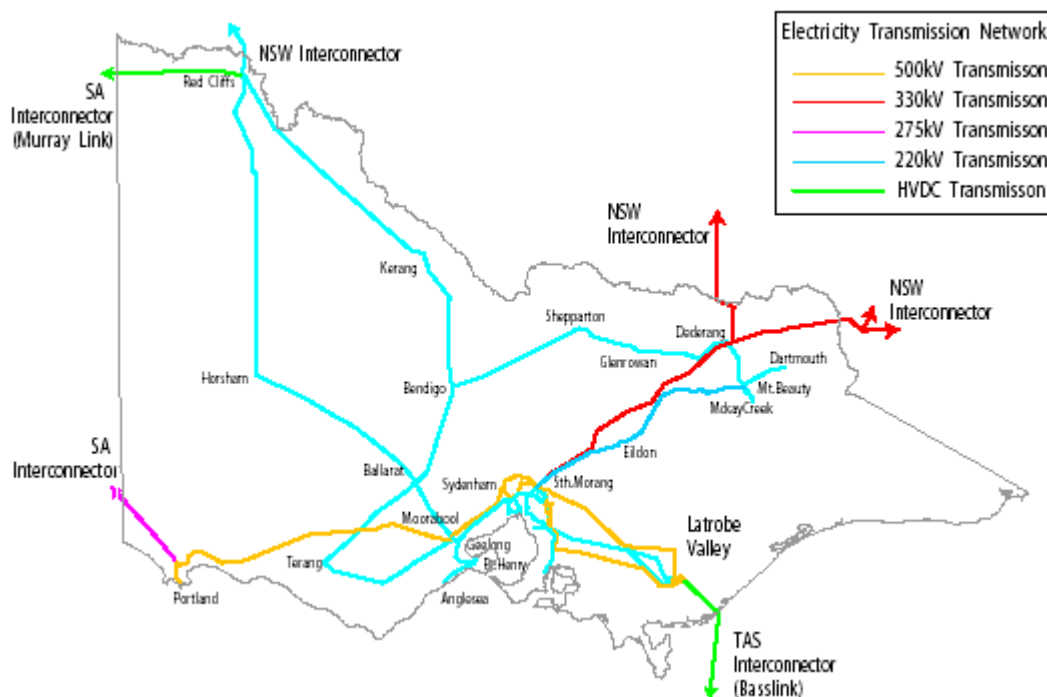 Electricity Transmission Network
500kV Transmisson
330kV Transmisson
275kV Transmisson
220kV Transmisson
HVDC Transmisson
NSW Interconnector
Red Cliffs
SA
Interconnector
(Murray Link)
NSW
Interconnector
NSW
Interconnector
Kerang
Shepparton
Dederang
Glenrowan
Dartmouth
Horsham
Bendigo
Mt.Beauty
MckayCreek
SA
Interconnector
Eildon
Ballarat
Sydenham
Sth.Morang
Moorabool
Latrobe
Valley
Geelong
Terang
Pt.Henry
Portland
Anglesea
TAS
Interconnector
(Basslink)